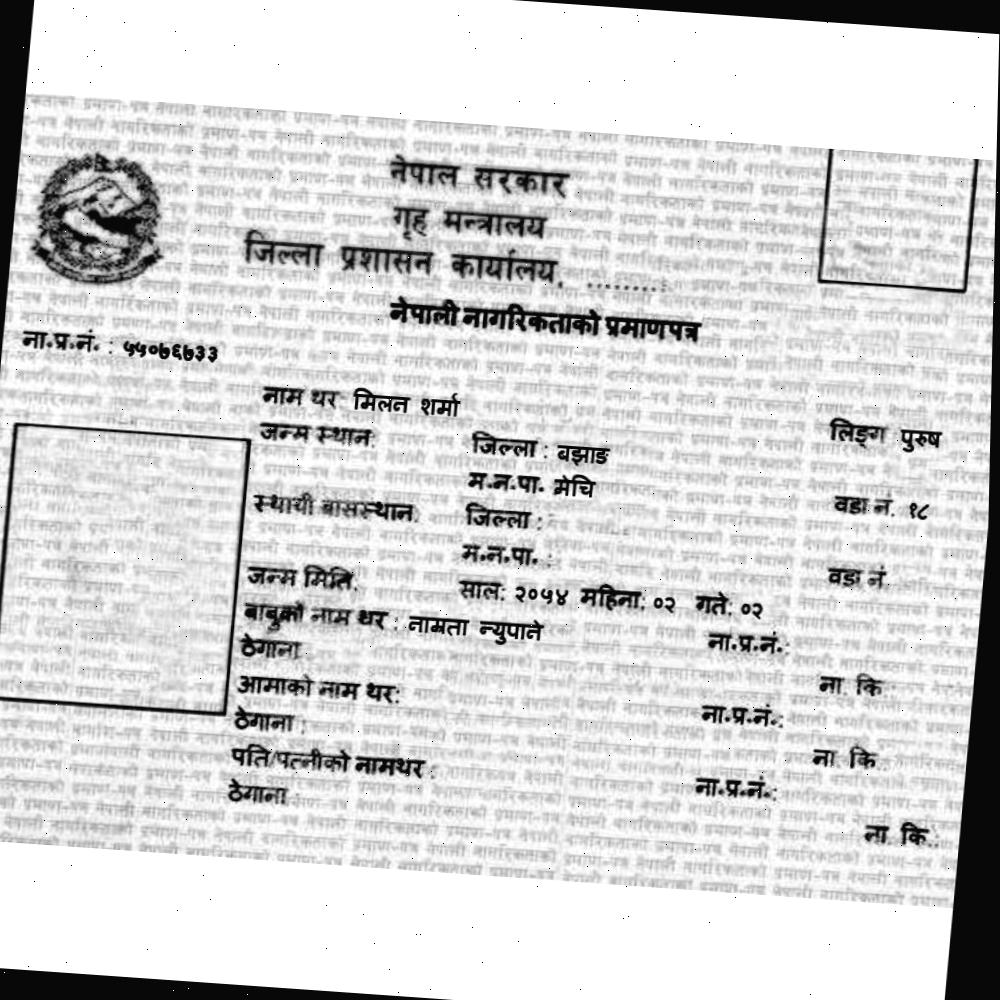 नेपाल सरकार
गृह मन्त्रालय
जिल्ला प्रशासन कार्यालय, ........:
नेपाली नागरिकताको प्रमाणपत्र
ना.प्र.नं. : ५५०७६७३३
नाम थर मिलन शर्मा लिङ्ग पुरुष
जन्म स्थान: जिल्ला : बझाङ
म.न.पा. मेचि वडा नं. १८
स्थायी बासस्थान: जिल्ला :
म.न.पा. : वडा नं.
जन्म मिति: साल: २०५४ महिना: ०२ गते: ०२
बाबुको नाम थर : नाम्रता न्युपाने ना.प्र.नं.:
ठेगाना : ना. कि.:
आमाको नाम थर: ना.प्र.नं.:
ठेगाना : ना. कि.:
पति/पत्नीको नामथर : ना.प्र.नं.:
ठेगाना : ना. कि.: